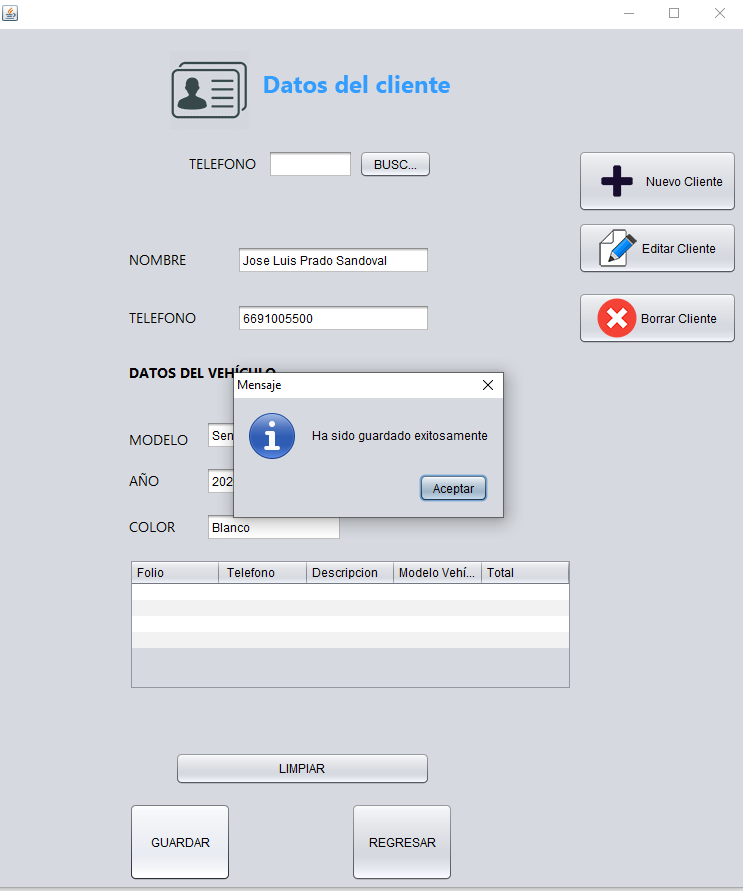 Datos del cliente
TELEFONO
BUSC...
Nuevo Cliente
Editar Cliente
NOMBRE
Jose Luis Prado Sandoval
TELEFONO
6691005500
Borrar Cliente
DATOS DEL VEHÍCULO
Mensaje
Ha sido guardado exitosamente
Aceptar
MODELO
Sen
AÑO
202
COLOR
Blanco
Folio
Telefono
Descripcion
Modelo Vehí...
Total
LIMPIAR
GUARDAR
REGRESAR